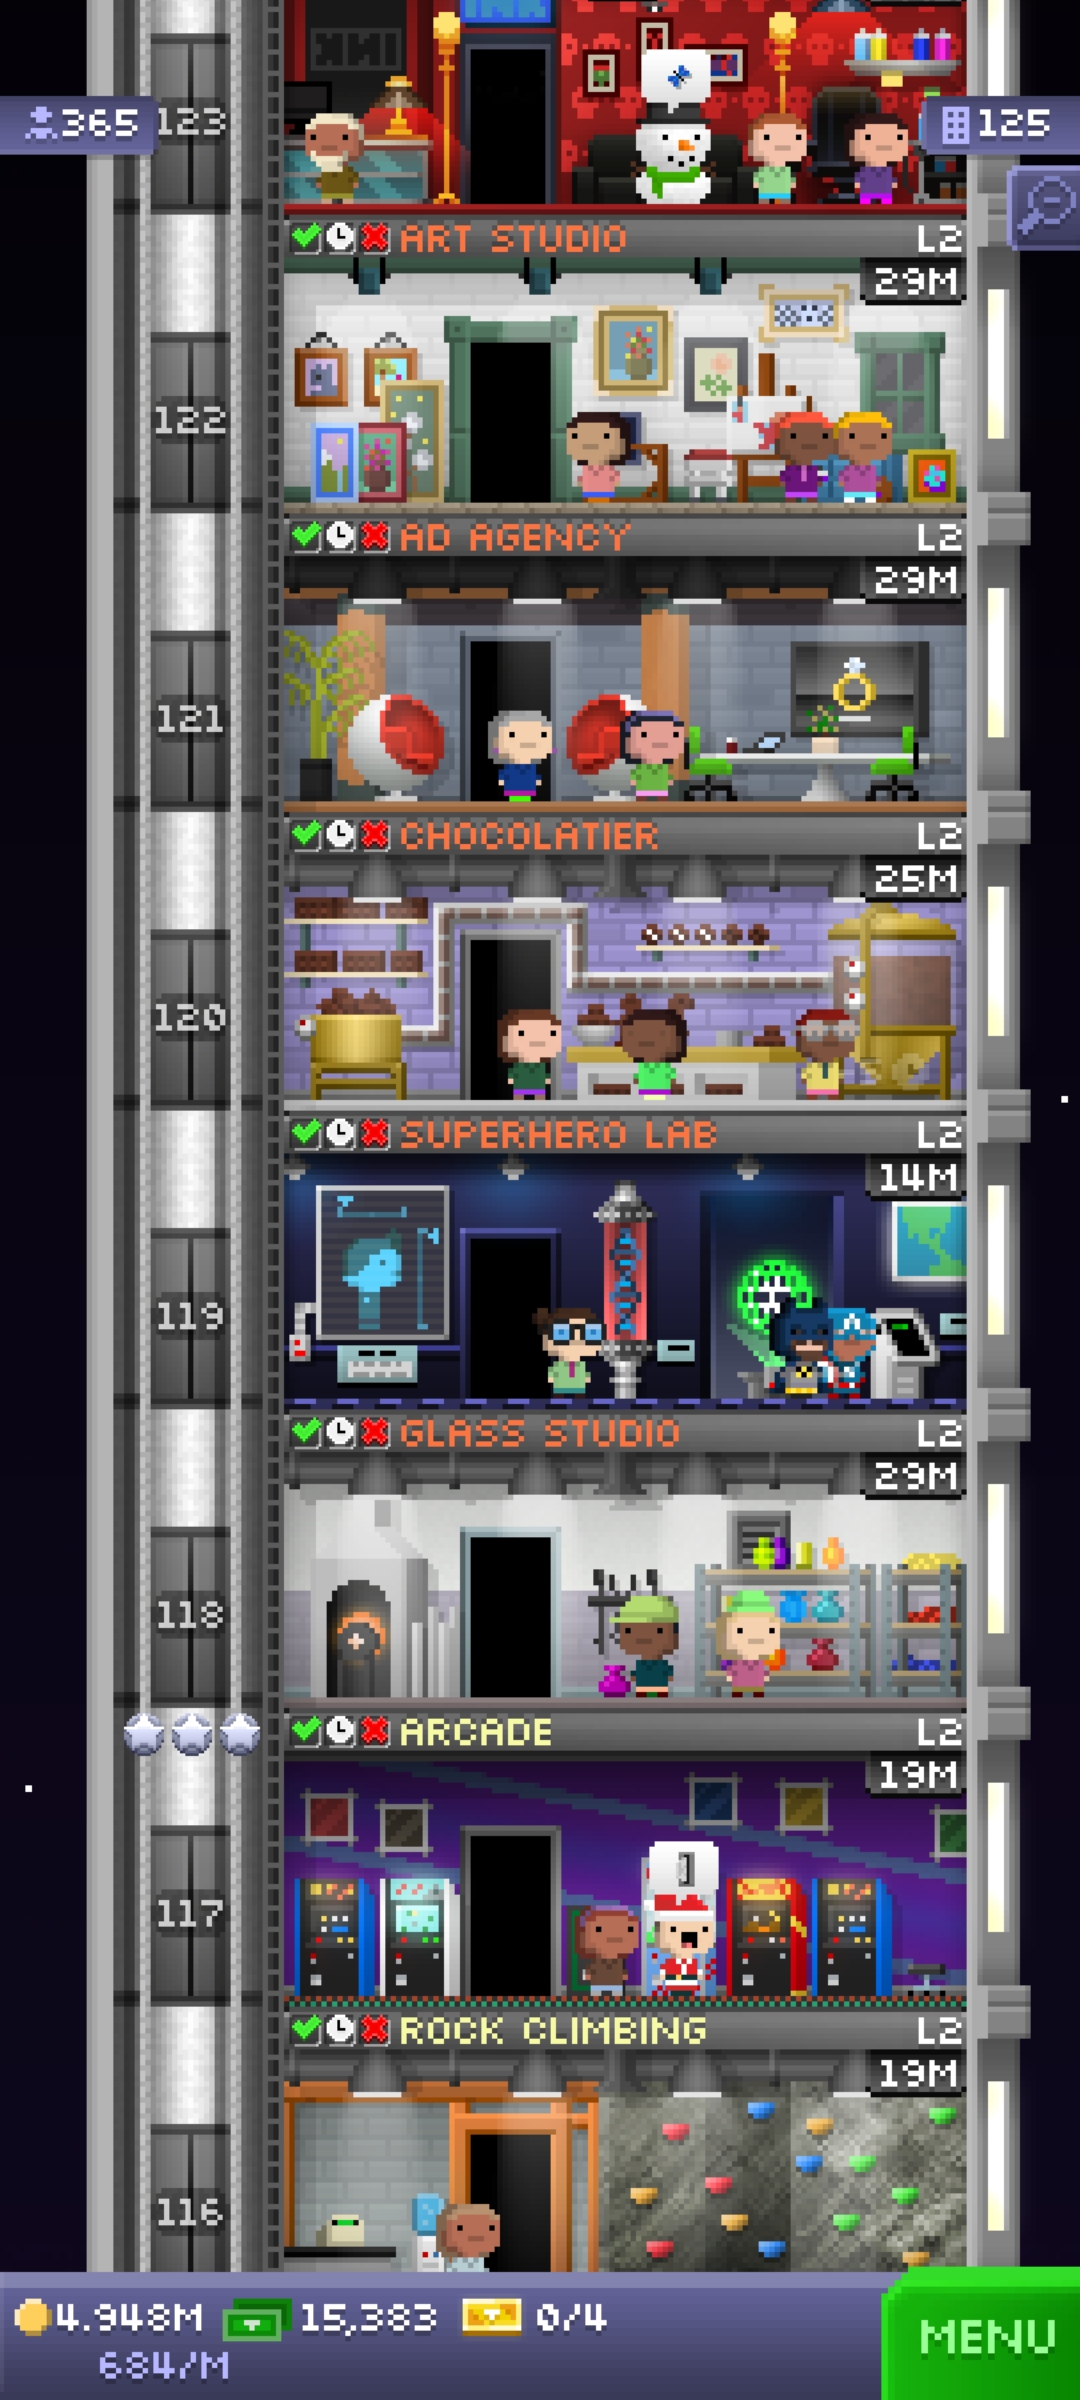 INK
365
123
125
ART STUDIO L2
29M
122
AD AGENCY L2
29M
121
CHOCOLATIER L2
25M
120
SUPERHERO LAB L2
14M
119
GLASS STUDIO L2
29M
118
ARCADE L2
19M
117
ROCK CLIMBING L2
19M
116
4.948M 15,383 0/4
684/M
MENU